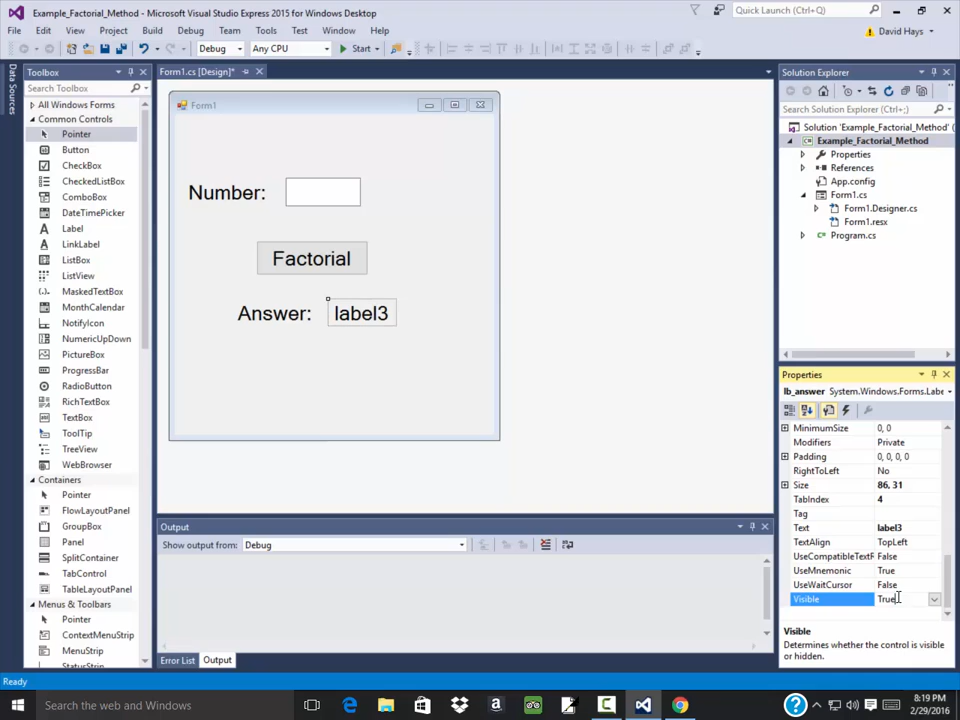 Example_Factorial_Method - Microsoft Visual Studio Express 2015 for Windows Desktop
Quick Launch (Ctrl+Q)
File Edit View Project Build Debug Team Tools Test Window Help
David Hays
Debug Any CPU Start
Data Sources
Toolbox
Search Toolbox
All Windows Forms
Common Controls
Pointer
Button
CheckBox
CheckedListBox
ComboBox
DateTimePicker
Label
LinkLabel
ListBox
ListView
MaskedTextBox
MonthCalendar
NotifyIcon
NumericUpDown
PictureBox
ProgressBar
RadioButton
RichTextBox
TextBox
ToolTip
TreeView
WebBrowser
Containers
Pointer
FlowLayoutPanel
GroupBox
Panel
SplitContainer
TabControl
TableLayoutPanel
Menus & Toolbars
Pointer
ContextMenuStrip
MenuStrip
StatusStrip
Form1.cs [Design]*
Form1
Number:
Factorial
Answer: label3
Output
Show output from: Debug
Error List Output
Solution Explorer
Search Solution Explorer (Ctrl+;)
Solution 'Example_Factorial_Method' (
Example_Factorial_Method
Properties
References
App.config
Form1.cs
Form1.Designer.cs
Form1.resx
Program.cs
Properties
lb_answer System.Windows.Forms.Labe
MinimumSize 0, 0
Modifiers Private
Padding 0, 0, 0, 0
RightToLeft No
Size 86, 31
TabIndex 4
Tag
Text label3
TextAlign TopLeft
UseCompatibleTextR False
UseMnemonic True
UseWaitCursor False
Visible True
Visible
Determines whether the control is visible
or hidden.
Ready
Search the web and Windows
8:19 PM
2/29/2016